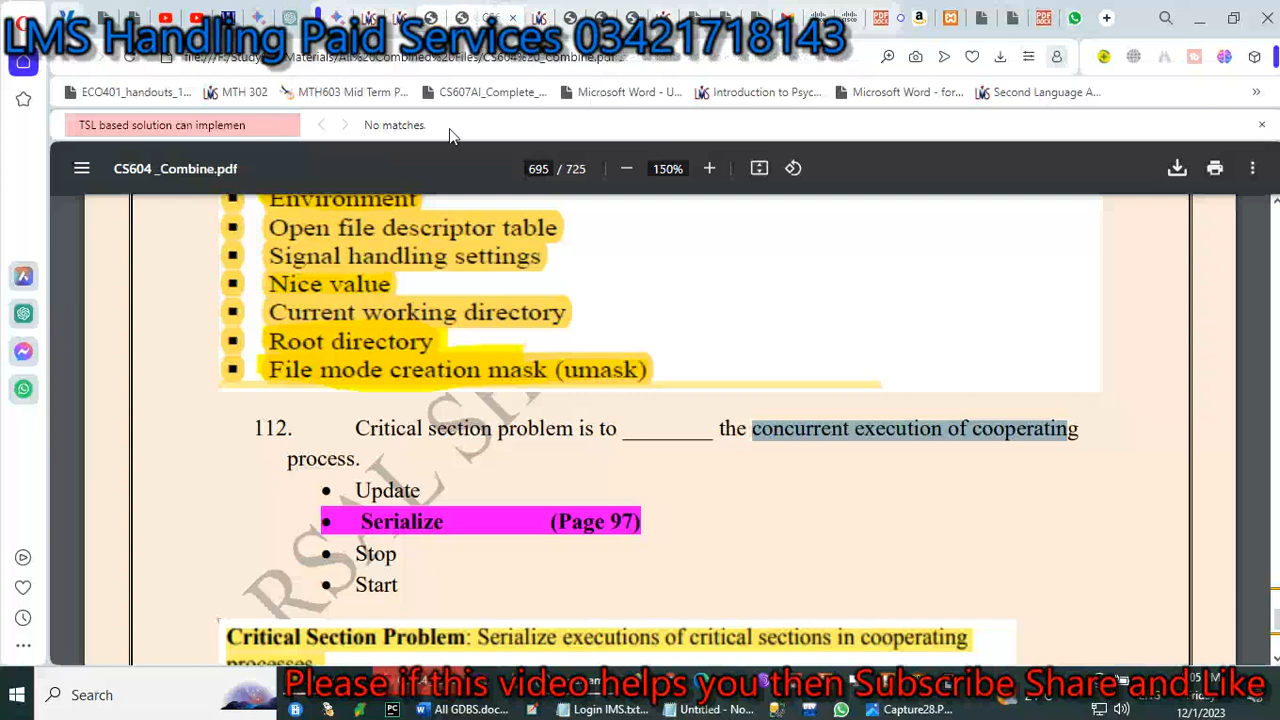 LMS Handling Paid Services 03421718143
ECO401_handouts_1...
MTH 302
MTH603 Mid Term P...
CS607AI_Complete_...
Microsoft Word - U...
Introduction to Psyc...
Microsoft Word - for...
Second Language A...
TSL based solution can implemen
No matches.
CS604 _Combine.pdf
695 / 725
150%
Environment
Open file descriptor table
Signal handling settings
Nice value
Current working directory
Root directory
File mode creation mask (umask)
112. Critical section problem is to ________ the concurrent execution of cooperating
process.
Update
Serialize (Page 97)
Stop
Start
Critical Section Problem: Serialize executions of critical sections in cooperating
processes.
Please if this video helps you then Subscribe Share and Like
Search
All GDBS.doc...
Login IMS.txt...
Untitled - No...
Capture28.P...
12/1/2023